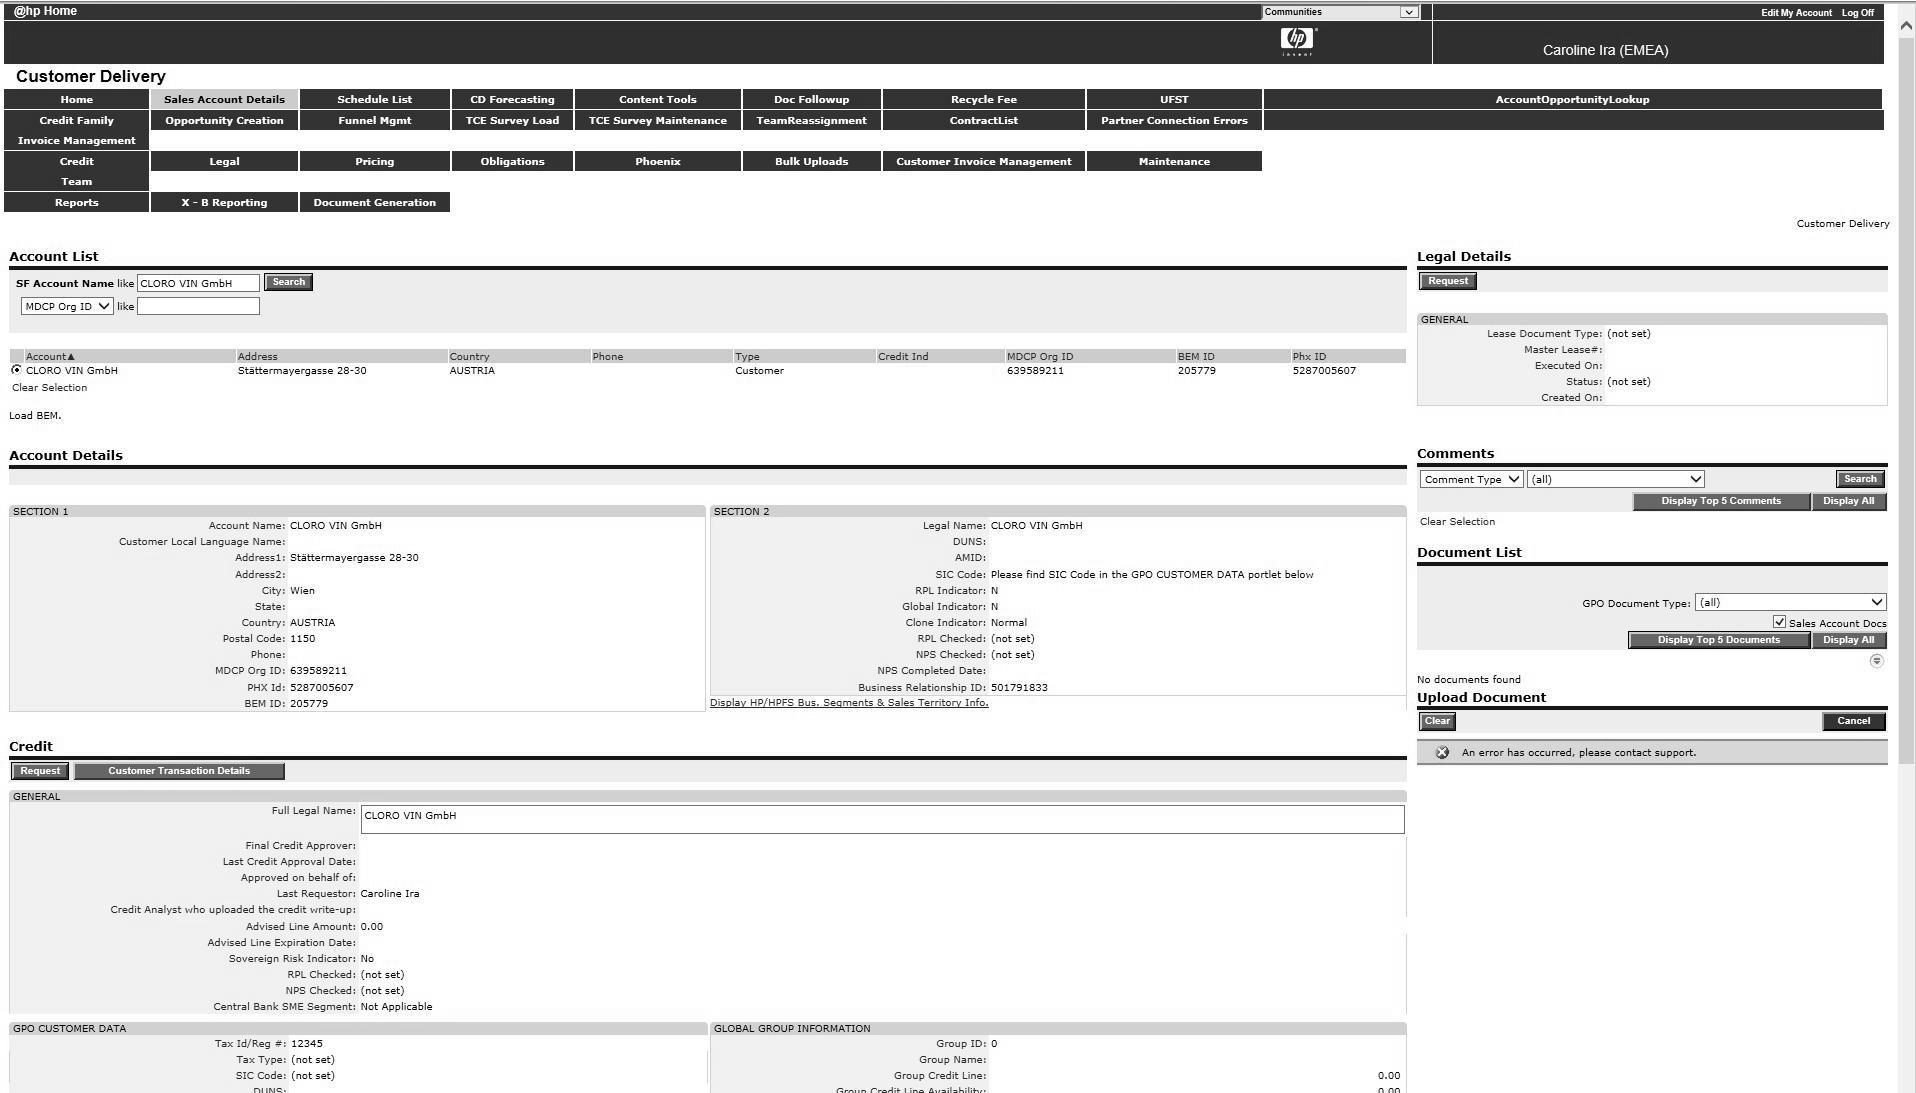 @hp Home
Communities
Edit My Account Log Off
hp
invent
Caroline Ira (EMEA)
Customer Delivery
Home Sales Account Details Schedule List CD Forecasting Content Tools Doc Followup Recycle Fee UFST AccountOpportunityLookup
Credit Family Opportunity Creation Funnel Mgmt TCE Survey Load TCE Survey Maintenance TeamReassignment ContractList Partner Connection Errors
Invoice Management
Credit Legal Pricing Obligations Phoenix Bulk Uploads Customer Invoice Management Maintenance
Team
Reports X - B Reporting Document Generation
Customer Delivery
Account List
SF Account Name like CLORO VIN GmbH Search
MDCP Org ID like
Account▲ Address Country Phone Type Credit Ind MDCP Org ID BEM ID Phx ID
CLORO VIN GmbH Stättermayergasse 28-30 AUSTRIA Customer 639589211 205779 5287005607
Clear Selection
Load BEM.
Account Details
SECTION 1
Account Name: CLORO VIN GmbH
Customer Local Language Name:
Address1: Stättermayergasse 28-30
Address2:
City: Wien
State:
Country: AUSTRIA
Postal Code: 1150
Phone:
MDCP Org ID: 639589211
PHX Id: 5287005607
BEM ID: 205779
SECTION 2
Legal Name: CLORO VIN GmbH
DUNS:
AMID:
SIC Code: Please find SIC Code in the GPO CUSTOMER DATA portlet below
RPL Indicator: N
Global Indicator: N
Clone Indicator: Normal
RPL Checked: (not set)
NPS Checked: (not set)
NPS Completed Date:
Business Relationship ID: 501791833
Display HP/HPFS Bus. Segments & Sales Territory Info.
Credit
Request Customer Transaction Details
GENERAL
Full Legal Name: CLORO VIN GmbH
Final Credit Approver:
Last Credit Approval Date:
Approved on behalf of:
Last Requestor: Caroline Ira
Credit Analyst who uploaded the credit write-up:
Advised Line Amount: 0.00
Advised Line Expiration Date:
Sovereign Risk Indicator: No
RPL Checked: (not set)
NPS Checked: (not set)
Central Bank SME Segment: Not Applicable
GPO CUSTOMER DATA
Tax Id/Reg #: 12345
Tax Type: (not set)
SIC Code: (not set)
DUNS:
GLOBAL GROUP INFORMATION
Group ID: 0
Group Name:
Group Credit Line: 0.00
Group Credit Line Availability: 0.00
Legal Details
Request
GENERAL
Lease Document Type: (not set)
Master Lease#:
Executed On:
Status: (not set)
Created On:
Comments
Comment Type (all) Search
Display Top 5 Comments Display All
Clear Selection
Document List
GPO Document Type: (all)
Sales Account Docs
Display Top 5 Documents Display All
No documents found
Upload Document
Clear Cancel
An error has occurred, please contact support.